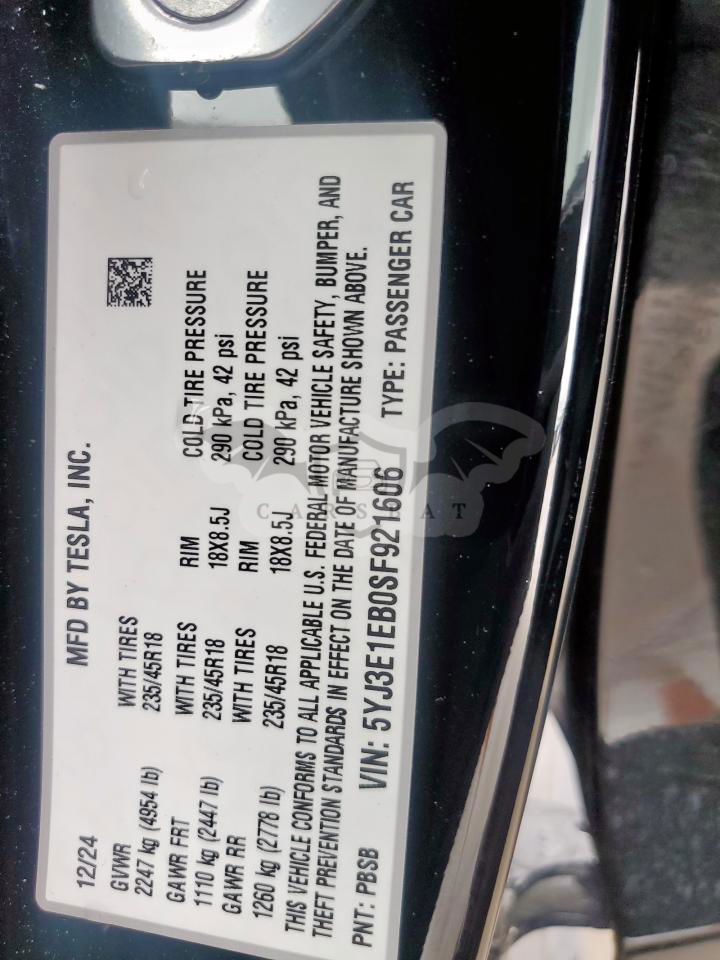 12/24 MFD BY TESLA, INC.
GVWR WITH TIRES
2247 kg (4954 lb) 235/45R18
GAWR FRT WITH TIRES RIM COLD TIRE PRESSURE
1110 kg (2447 lb) 235/45R18 18X8.5J 290 kPa, 42 psi
GAWR RR WITH TIRES RIM COLD TIRE PRESSURE
1260 kg (2778 lb) 235/45R18 18X8.5J 290 kPa, 42 psi
THIS VEHICLE CONFORMS TO ALL APPLICABLE U.S. FEDERAL MOTOR VEHICLE SAFETY, BUMPER, AND
THEFT PREVENTION STANDARDS IN EFFECT ON THE DATE OF MANUFACTURE SHOWN ABOVE.
PNT: PBSB VIN: 5YJ3E1EB0SF921606 TYPE: PASSENGER CAR
CARSBAT